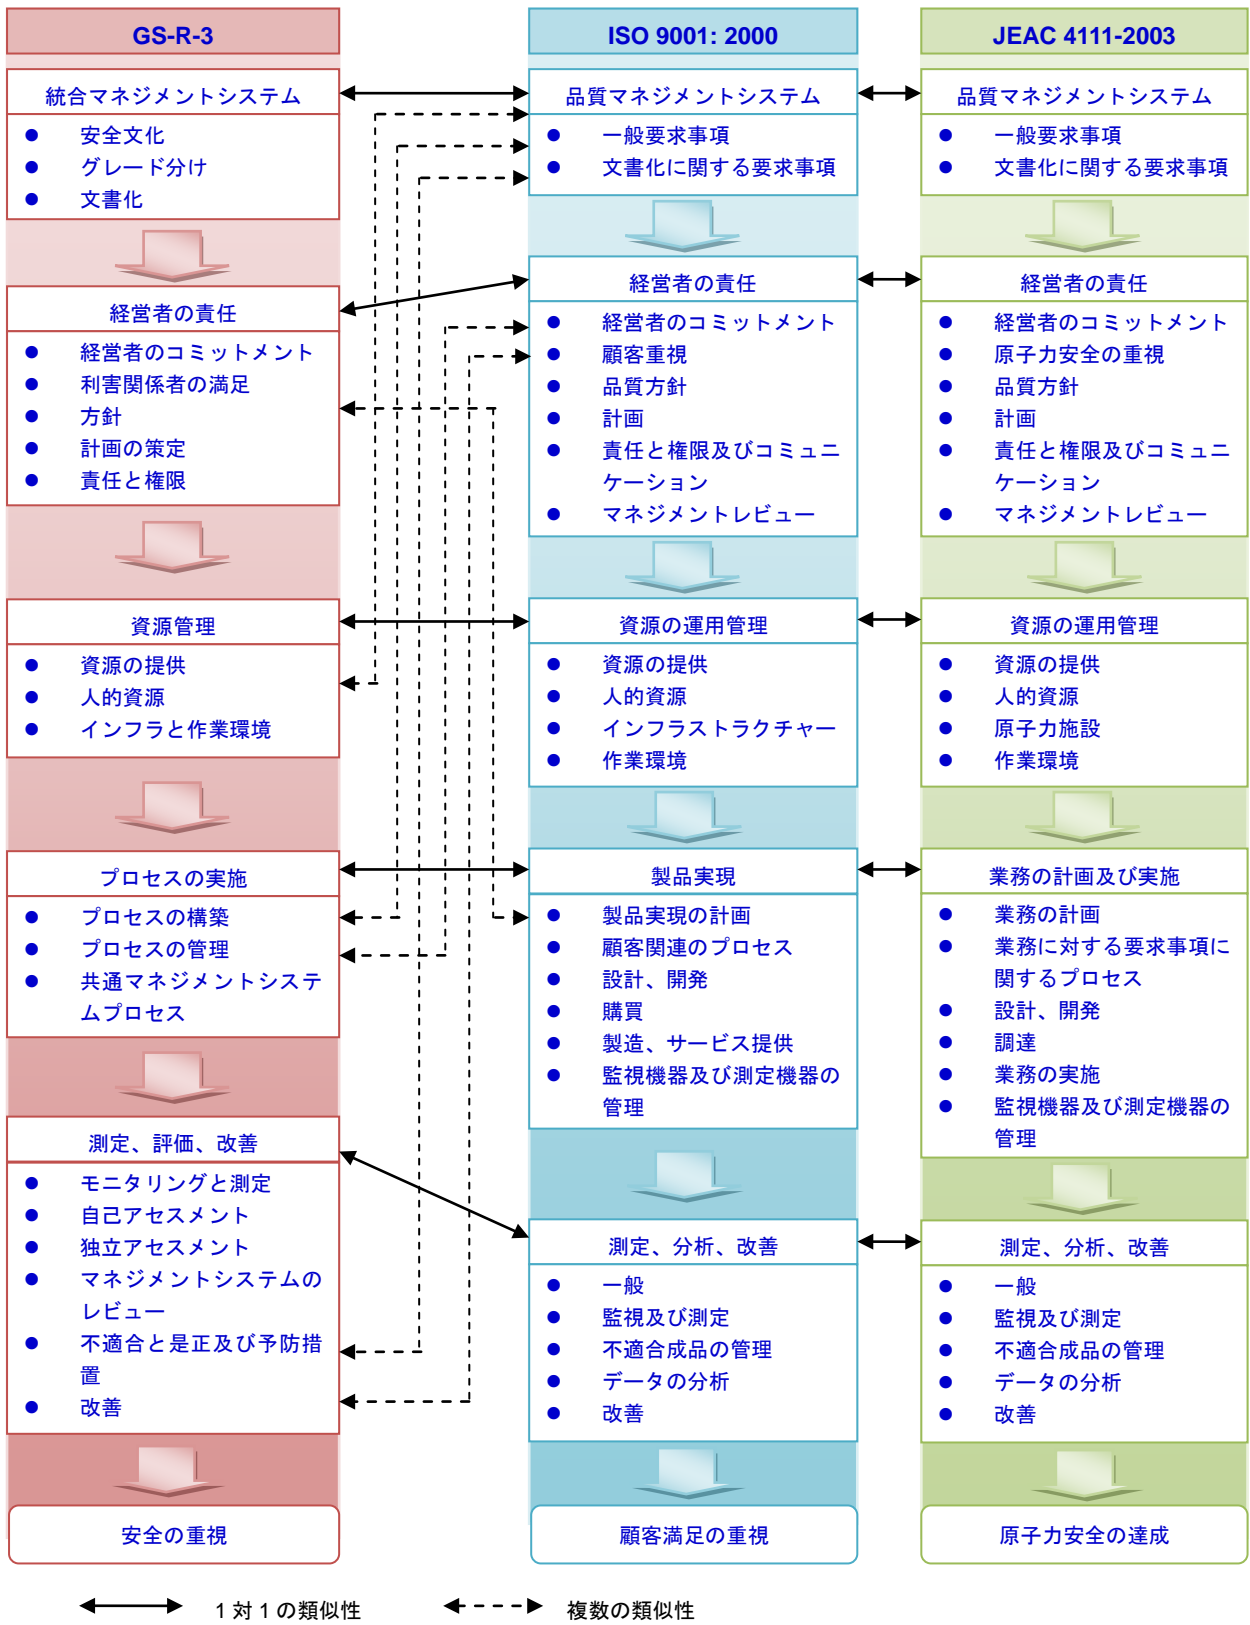 GS-R-3
統合マネジメントシステム
● 安全文化
● グレード分け
● 文書化
経営者の責任
● 経営者のコミットメント
● 利害関係者の満足
● 方針
● 計画の策定
● 責任と権限
資源管理
● 資源の提供
● 人的資源
● インフラと作業環境
プロセスの実施
● プロセスの構築
● プロセスの管理
● 共通マネジメントシステ
ムプロセス
測定、評価、改善
● モニタリングと測定
● 自己アセスメント
● 独立アセスメント
● マネジメントシステムの
レビュー
● 不適合と是正及び予防措
置
● 改善
安全の重視
ISO 9001: 2000
品質マネジメントシステム
● 一般要求事項
● 文書化に関する要求事項
経営者の責任
● 経営者のコミットメント
● 顧客重視
● 品質方針
● 計画
● 責任と権限及びコミュニ
ケーション
● マネジメントレビュー
資源の運用管理
● 資源の提供
● 人的資源
● インフラストラクチャー
● 作業環境
製品実現
● 製品実現の計画
● 顧客関連のプロセス
● 設計、開発
● 購買
● 製造、サービス提供
● 監視機器及び測定機器の
管理
測定、分析、改善
● 一般
● 監視及び測定
● 不適合成品の管理
● データの分析
● 改善
顧客満足の重視
JEAC 4111-2003
品質マネジメントシステム
● 一般要求事項
● 文書化に関する要求事項
経営者の責任
● 経営者のコミットメント
● 原子力安全の重視
● 品質方針
● 計画
● 責任と権限及びコミュニ
ケーション
● マネジメントレビュー
資源の運用管理
● 資源の提供
● 人的資源
● 原子力施設
● 作業環境
業務の計画及び実施
● 業務の計画
● 業務に対する要求事項に
関するプロセス
● 設計、開発
● 調達
● 業務の実施
● 監視機器及び測定機器の
管理
測定、分析、改善
● 一般
● 監視及び測定
● 不適合成品の管理
● データの分析
● 改善
原子力安全の達成
1対1の類似性
複数の類似性